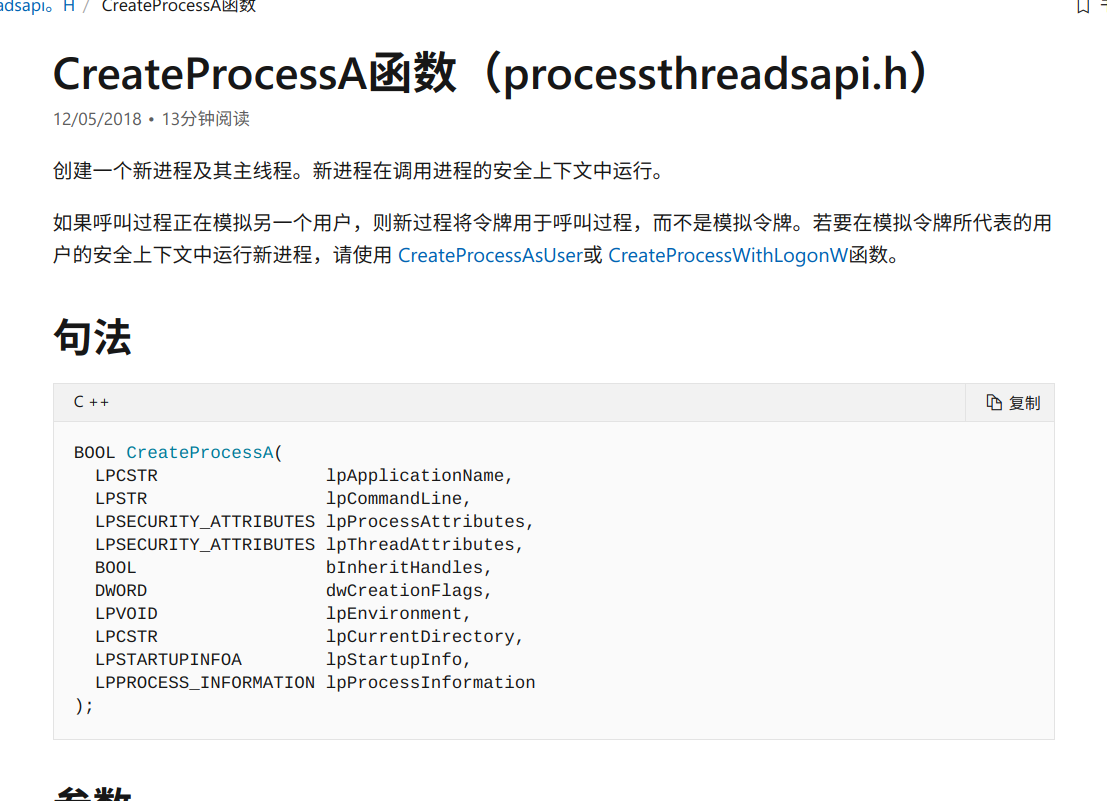 adsapi。H / CreateProcessA函数
CreateProcessA函数（processthreadsapi.h）
12/05/2018 • 13分钟阅读
创建一个新进程及其主线程。新进程在调用进程的安全上下文中运行。
如果呼叫过程正在模拟另一个用户，则新过程将令牌用于呼叫过程，而不是模拟令牌。若要在模拟令牌所代表的用
户的安全上下文中运行新进程，请使用 CreateProcessAsUser或 CreateProcessWithLogonW函数。
句法
C ++ 复制
BOOL CreateProcessA(
  LPCSTR                lpApplicationName,
  LPSTR                 lpCommandLine,
  LPSECURITY_ATTRIBUTES lpProcessAttributes,
  LPSECURITY_ATTRIBUTES lpThreadAttributes,
  BOOL                  bInheritHandles,
  DWORD                 dwCreationFlags,
  LPVOID                lpEnvironment,
  LPCSTR                lpCurrentDirectory,
  LPSTARTUPINFOA        lpStartupInfo,
  LPPROCESS_INFORMATION lpProcessInformation
);
参数